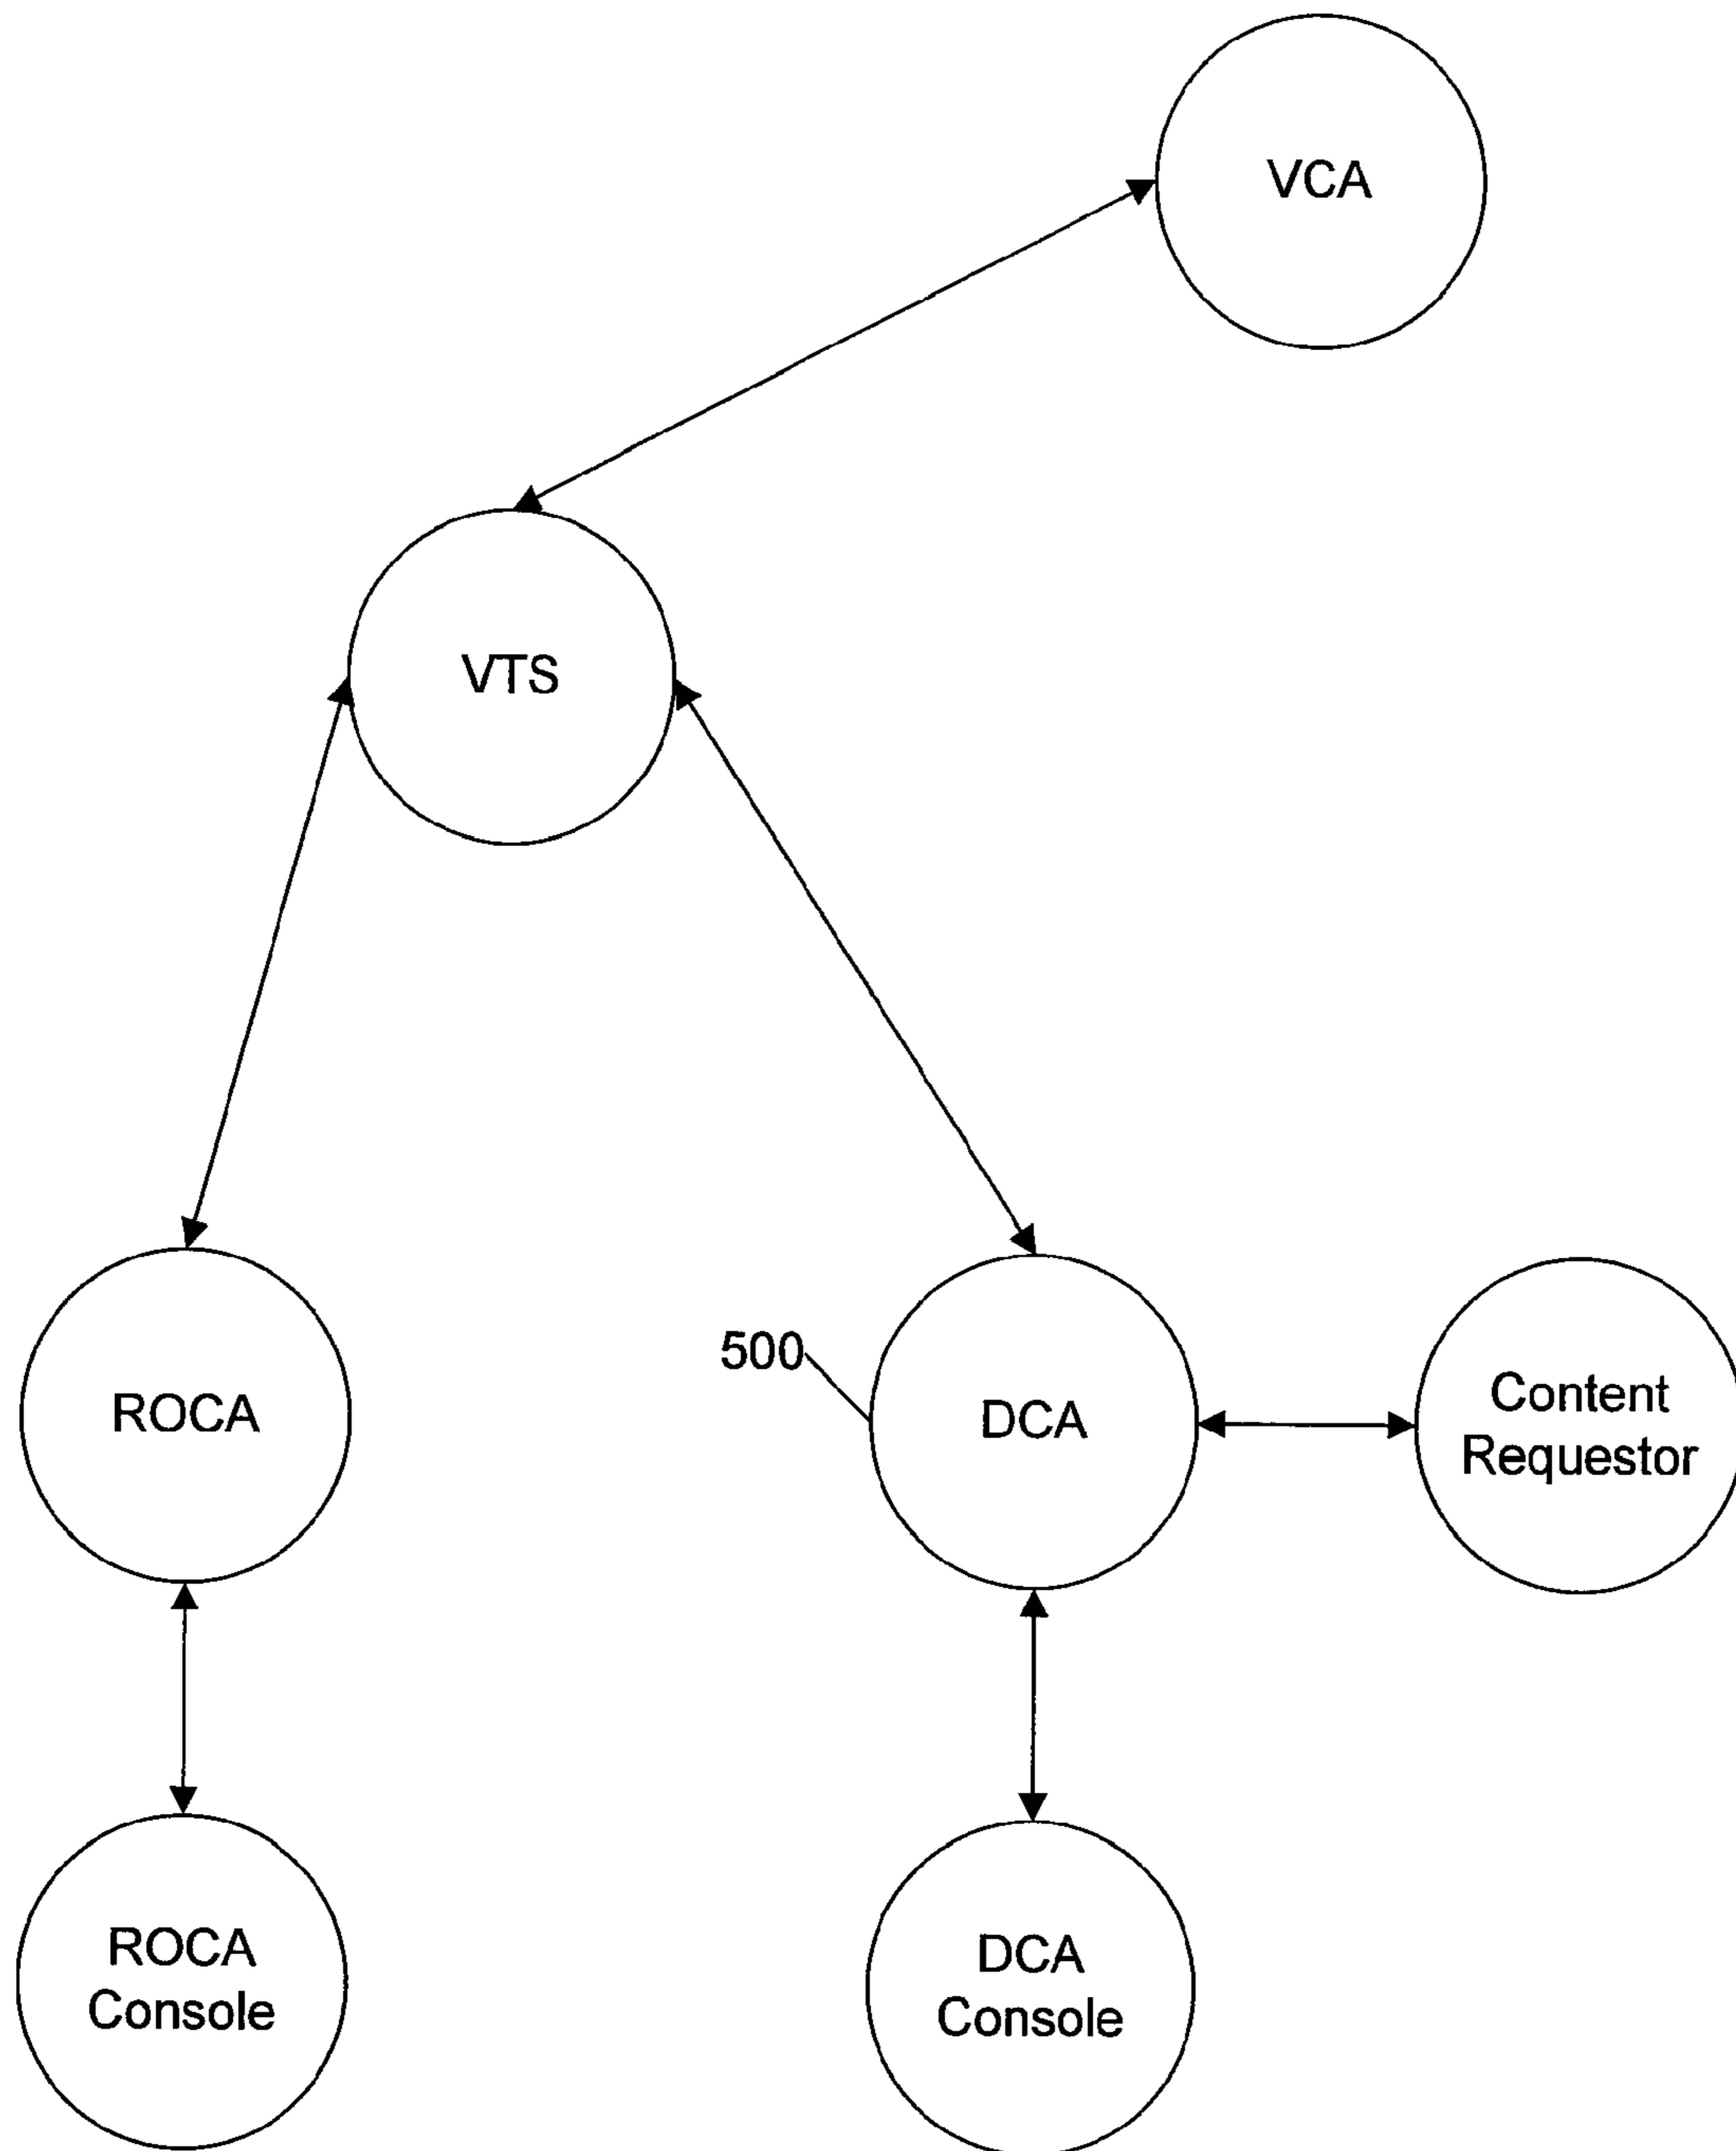 VCA
VTS
ROCA
500
DCA
Content
Requestor
ROCA
Console
DCA
Console